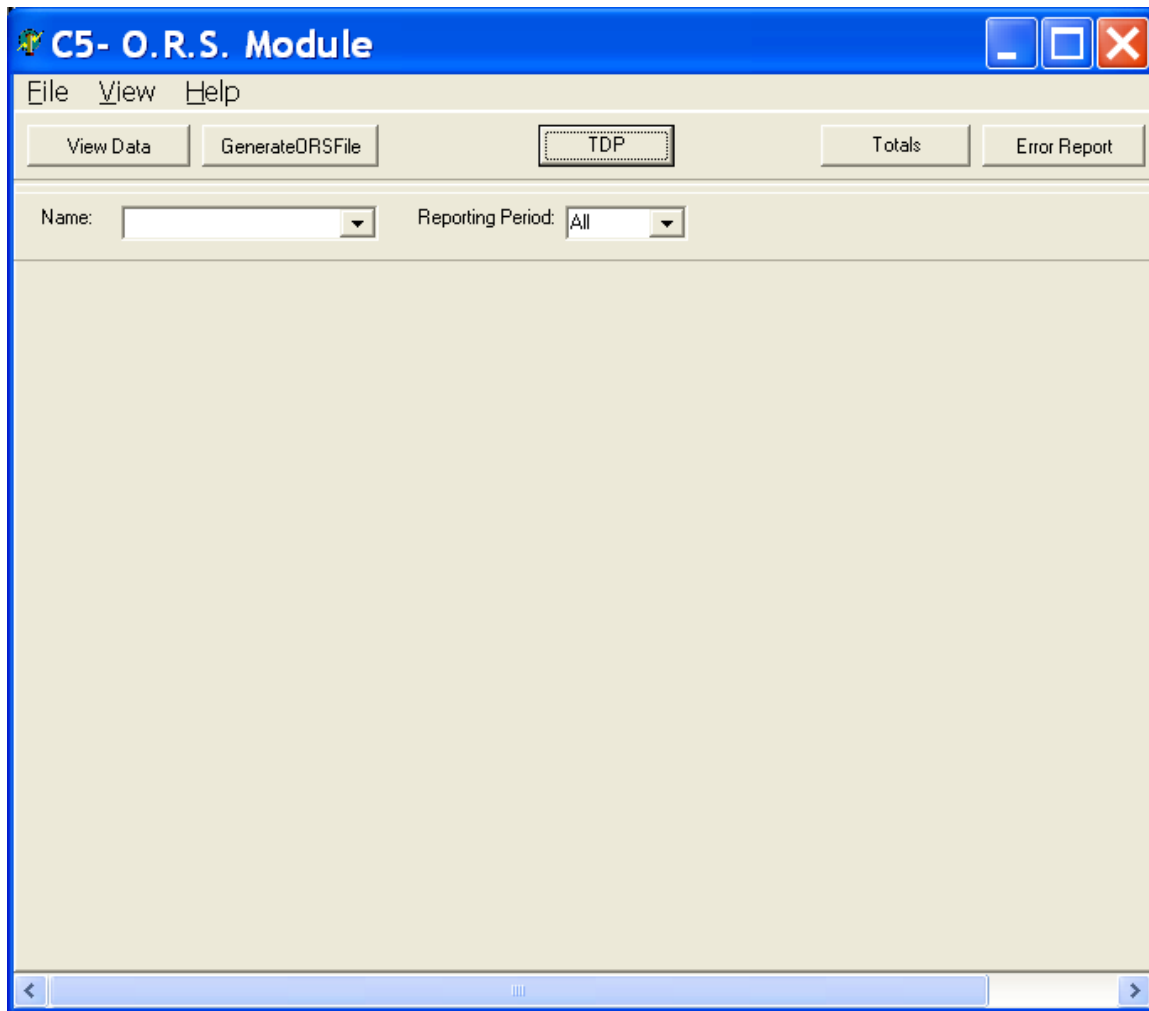 C5- O.R.S. Module
File View Help
View Data GenerateORSFile TDP Totals Error Report
Name: Reporting Period: All